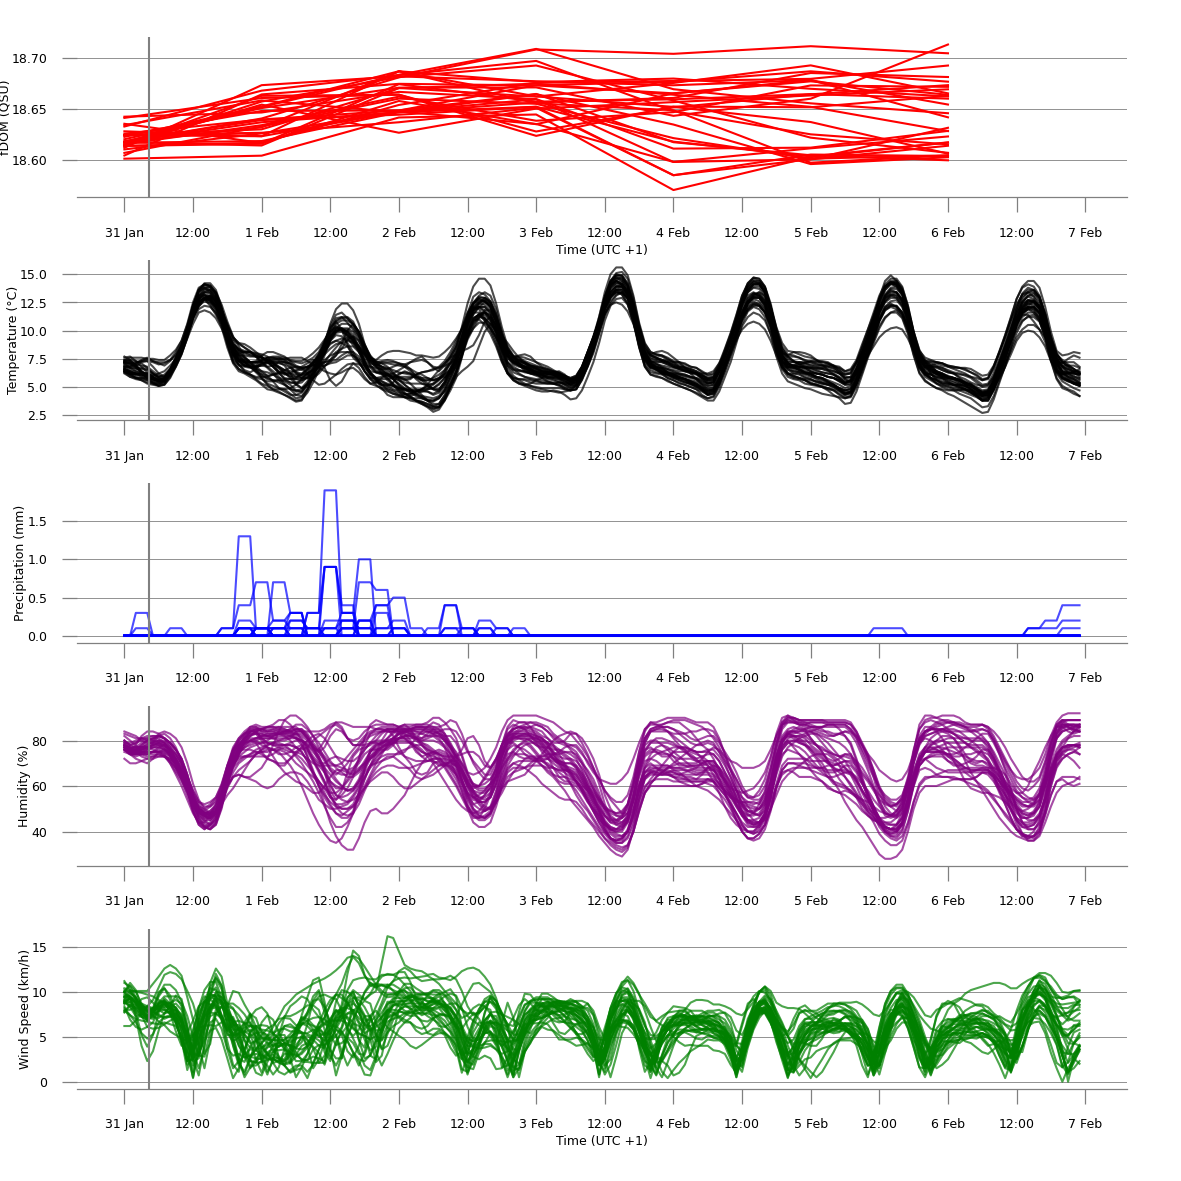 18.70
18.65
18.60
fDOM (QSU)
31 Jan 12:00 1 Feb 12:00 2 Feb 12:00 3 Feb 12:00 4 Feb 12:00 5 Feb 12:00 6 Feb 12:00 7 Feb
Time (UTC +1)
15.0
12.5
10.0
7.5
5.0
2.5
Temperature (°C)
31 Jan 12:00 1 Feb 12:00 2 Feb 12:00 3 Feb 12:00 4 Feb 12:00 5 Feb 12:00 6 Feb 12:00 7 Feb
1.5
1.0
0.5
0.0
Precipitation (mm)
31 Jan 12:00 1 Feb 12:00 2 Feb 12:00 3 Feb 12:00 4 Feb 12:00 5 Feb 12:00 6 Feb 12:00 7 Feb
80
60
40
Humidity (%)
31 Jan 12:00 1 Feb 12:00 2 Feb 12:00 3 Feb 12:00 4 Feb 12:00 5 Feb 12:00 6 Feb 12:00 7 Feb
15
10
5
0
Wind Speed (km/h)
31 Jan 12:00 1 Feb 12:00 2 Feb 12:00 3 Feb 12:00 4 Feb 12:00 5 Feb 12:00 6 Feb 12:00 7 Feb
Time (UTC +1)